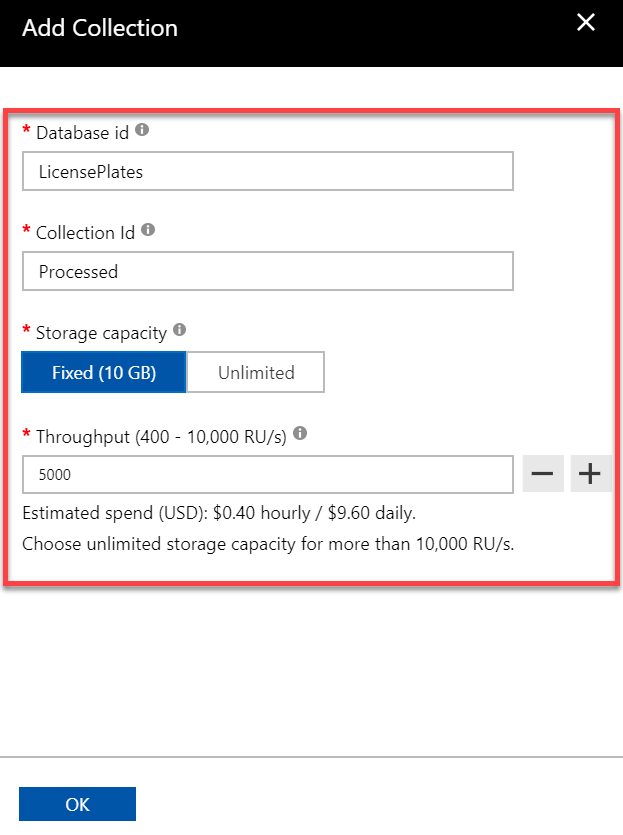 Add Collection
* Database id
LicensePlates
* Collection Id
Processed
* Storage capacity
Fixed (10 GB) Unlimited
* Throughput (400 - 10,000 RU/s)
5000
Estimated spend (USD): $0.40 hourly / $9.60 daily.
Choose unlimited storage capacity for more than 10,000 RU/s.
OK